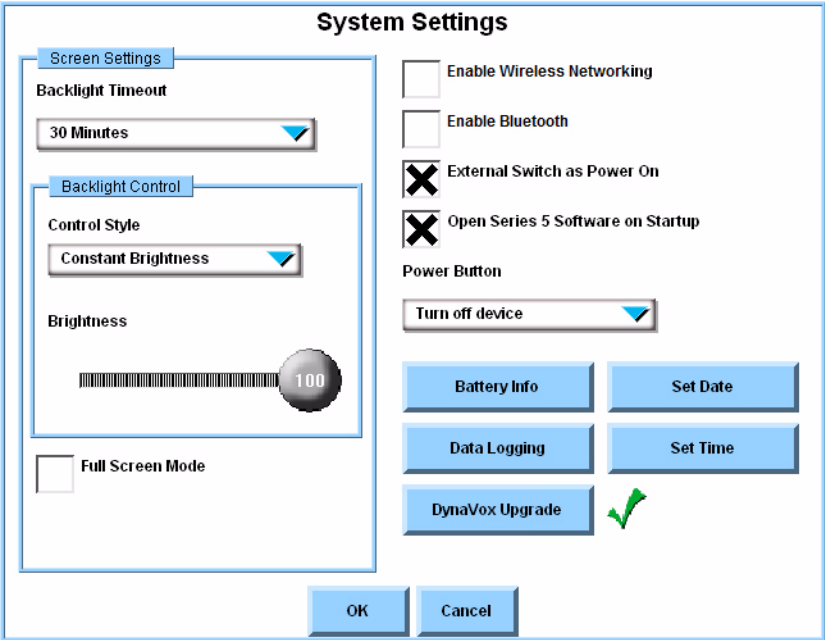 System Settings
Screen Settings
Backlight Timeout
30 Minutes
Backlight Control
Control Style
Constant Brightness
Brightness
100
Full Screen Mode
Enable Wireless Networking
Enable Bluetooth
External Switch as Power On
Open Series 5 Software on Startup
Power Button
Turn off device
Battery Info
Set Date
Data Logging
Set Time
DynaVox Upgrade
OK
Cancel